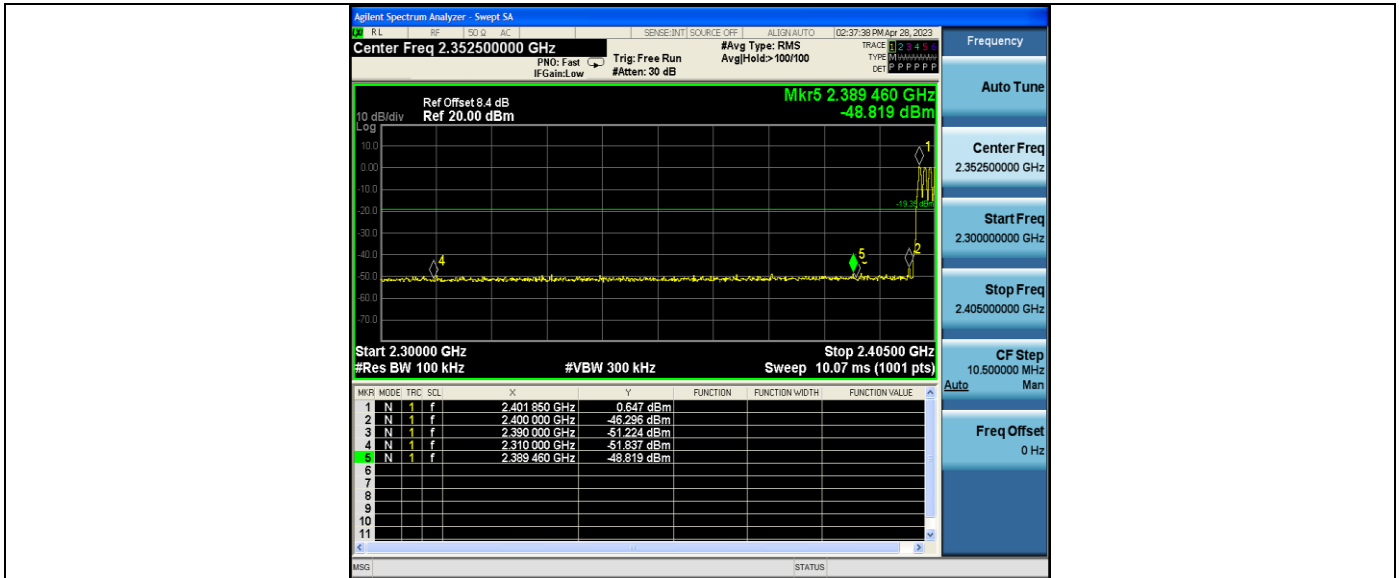 Agilent Spectrum Analyzer - Swept SA
RL RF 50 Ω AC SENSE:INT SOURCE OFF ALIGN AUTO 02:37:38 PM Apr 28, 2023
Center Freq 2.352500000 GHz
PNO: Fast
IFGain:Low
Trig: Free Run
#Atten: 30 dB
#Avg Type: RMS
Avg|Hold:>100/100
TRACE 1 2 3 4 5 6
TYPE M
DET P P P P P P
Mkr5 2.389 460 GHz
-48.819 dBm
Ref Offset 8.4 dB
10 dB/div Ref 20.00 dBm
Log
10.0
0.00
-10.0
-20.0
-30.0
-40.0
-50.0
-60.0
-70.0
1
-19.35 dBm
2
5
4
Start 2.30000 GHz Stop 2.40500 GHz
#Res BW 100 kHz #VBW 300 kHz Sweep 10.07 ms (1001 pts)
MKR MODE TRC SCL X Y FUNCTION FUNCTION WIDTH FUNCTION VALUE
1 N 1 f 2.401 850 GHz 0.647 dBm
2 N 1 f 2.400 000 GHz -46.296 dBm
3 N 1 f 2.390 000 GHz -51.224 dBm
4 N 1 f 2.310 000 GHz -51.837 dBm
5 N 1 f 2.389 460 GHz -48.819 dBm
6
7
8
9
10
11
MSG STATUS
Frequency
Auto Tune
Center Freq
2.352500000 GHz
Start Freq
2.300000000 GHz
Stop Freq
2.405000000 GHz
CF Step
10.500000 MHz
Auto Man
Freq Offset
0 Hz